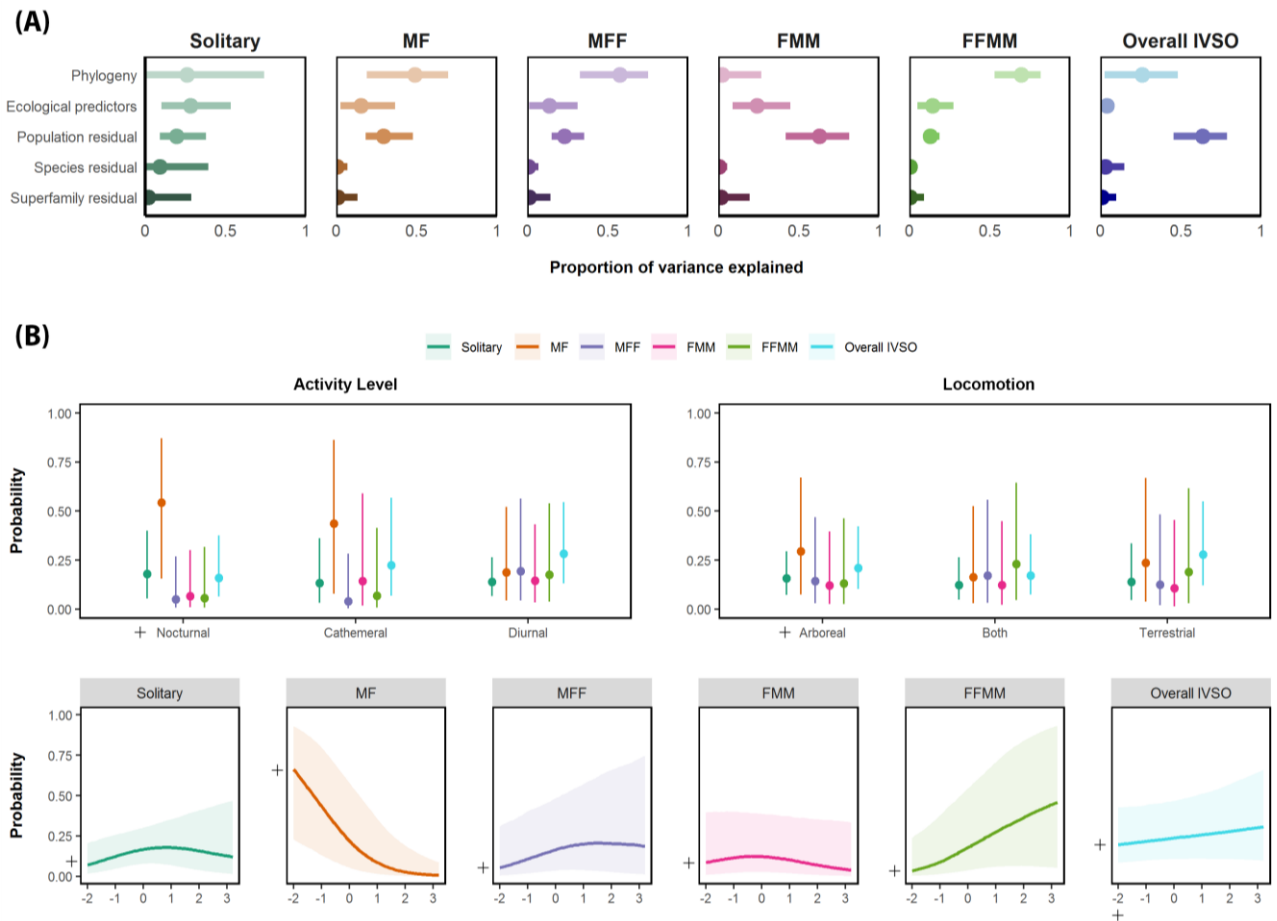 (A)
Solitary MF MFF FMM FFMM Overall IVSO
Phylogeny
Ecological predictors
Population residual
Species residual
Superfamily residual
0 0.5 1 0 0.5 1 0 0.5 1 0 0.5 1 0 0.5 1 0 0.5 1
Proportion of variance explained
(B)
Solitary MF MFF FMM FFMM Overall IVSO
Activity Level Locomotion
Probability
1.00
0.75
0.50
0.25
0.00
+ Nocturnal Cathemeral Diurnal
1.00
0.75
0.50
0.25
0.00
+ Arboreal Both Terrestrial
Solitary MF MFF FMM FFMM Overall IVSO
Probability
1.00
0.75
0.50
0.25
0.00
+ + + + + +
-2 -1 0 1 2 3 -2 -1 0 1 2 3 -2 -1 0 1 2 3 -2 -1 0 1 2 3 -2 -1 0 1 2 3 -2 -1 0 1 2 3
+